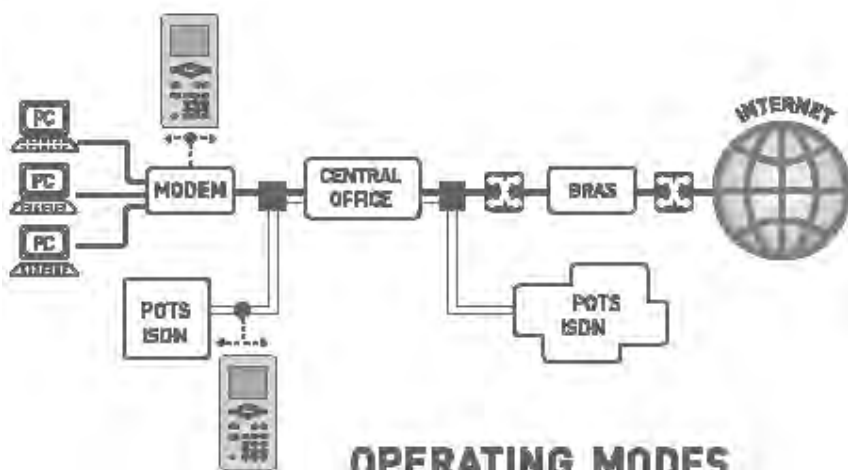 PC
PC
PC
MODEM
CENTRAL
OFFICE
BRAS
INTERNET
POTS
ISDN
POTS
ISDN
OPERATING MODES